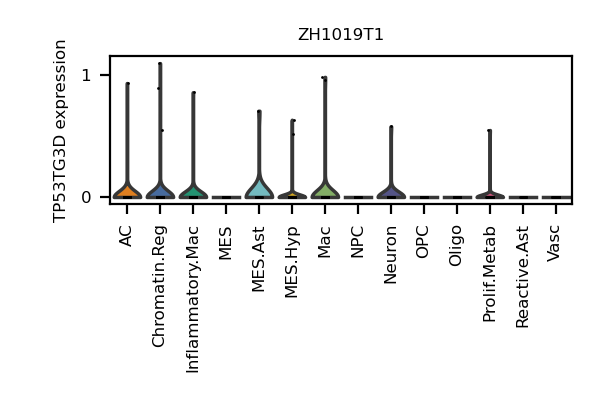 ZH1019T1
TP53TG3D expression
1
0
AC
Chromatin.Reg
Inflammatory.Mac
MES
MES.Ast
MES.Hyp
Mac
NPC
Neuron
OPC
Oligo
Prolif.Metab
Reactive.Ast
Vasc